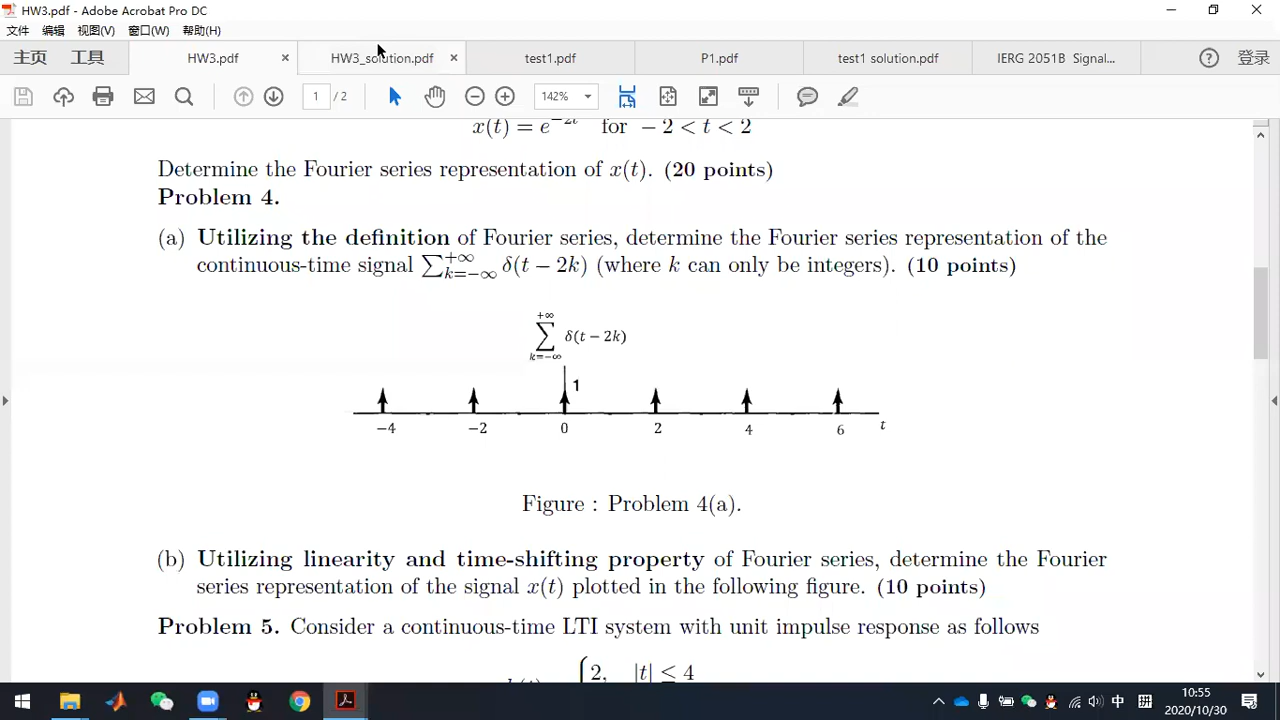 HW3.pdf - Adobe Acrobat Pro DC
文件 编辑 视图(V) 窗口(W) 帮助(H)
主页 工具 HW3.pdf × HW3_solution.pdf × test1.pdf P1.pdf test1 solution.pdf IERG 2051B Signal... ? 登录
1 / 2 142%
x(t) = e^{-2t} for − 2 < t < 2
Determine the Fourier series representation of x(t). (20 points)
Problem 4.
(a) Utilizing the definition of Fourier series, determine the Fourier series representation of the
continuous-time signal ∑_{k=−∞}^{+∞} δ(t − 2k) (where k can only be integers). (10 points)
+∞
∑ δ(t − 2k)
k=−∞
1
−4 −2 0 2 4 6 t
Figure : Problem 4(a).
(b) Utilizing linearity and time-shifting property of Fourier series, determine the Fourier
series representation of the signal x(t) plotted in the following figure. (10 points)
Problem 5. Consider a continuous-time LTI system with unit impulse response as follows
2, |t| ≤ 4
中 拼 10:55
2020/10/30